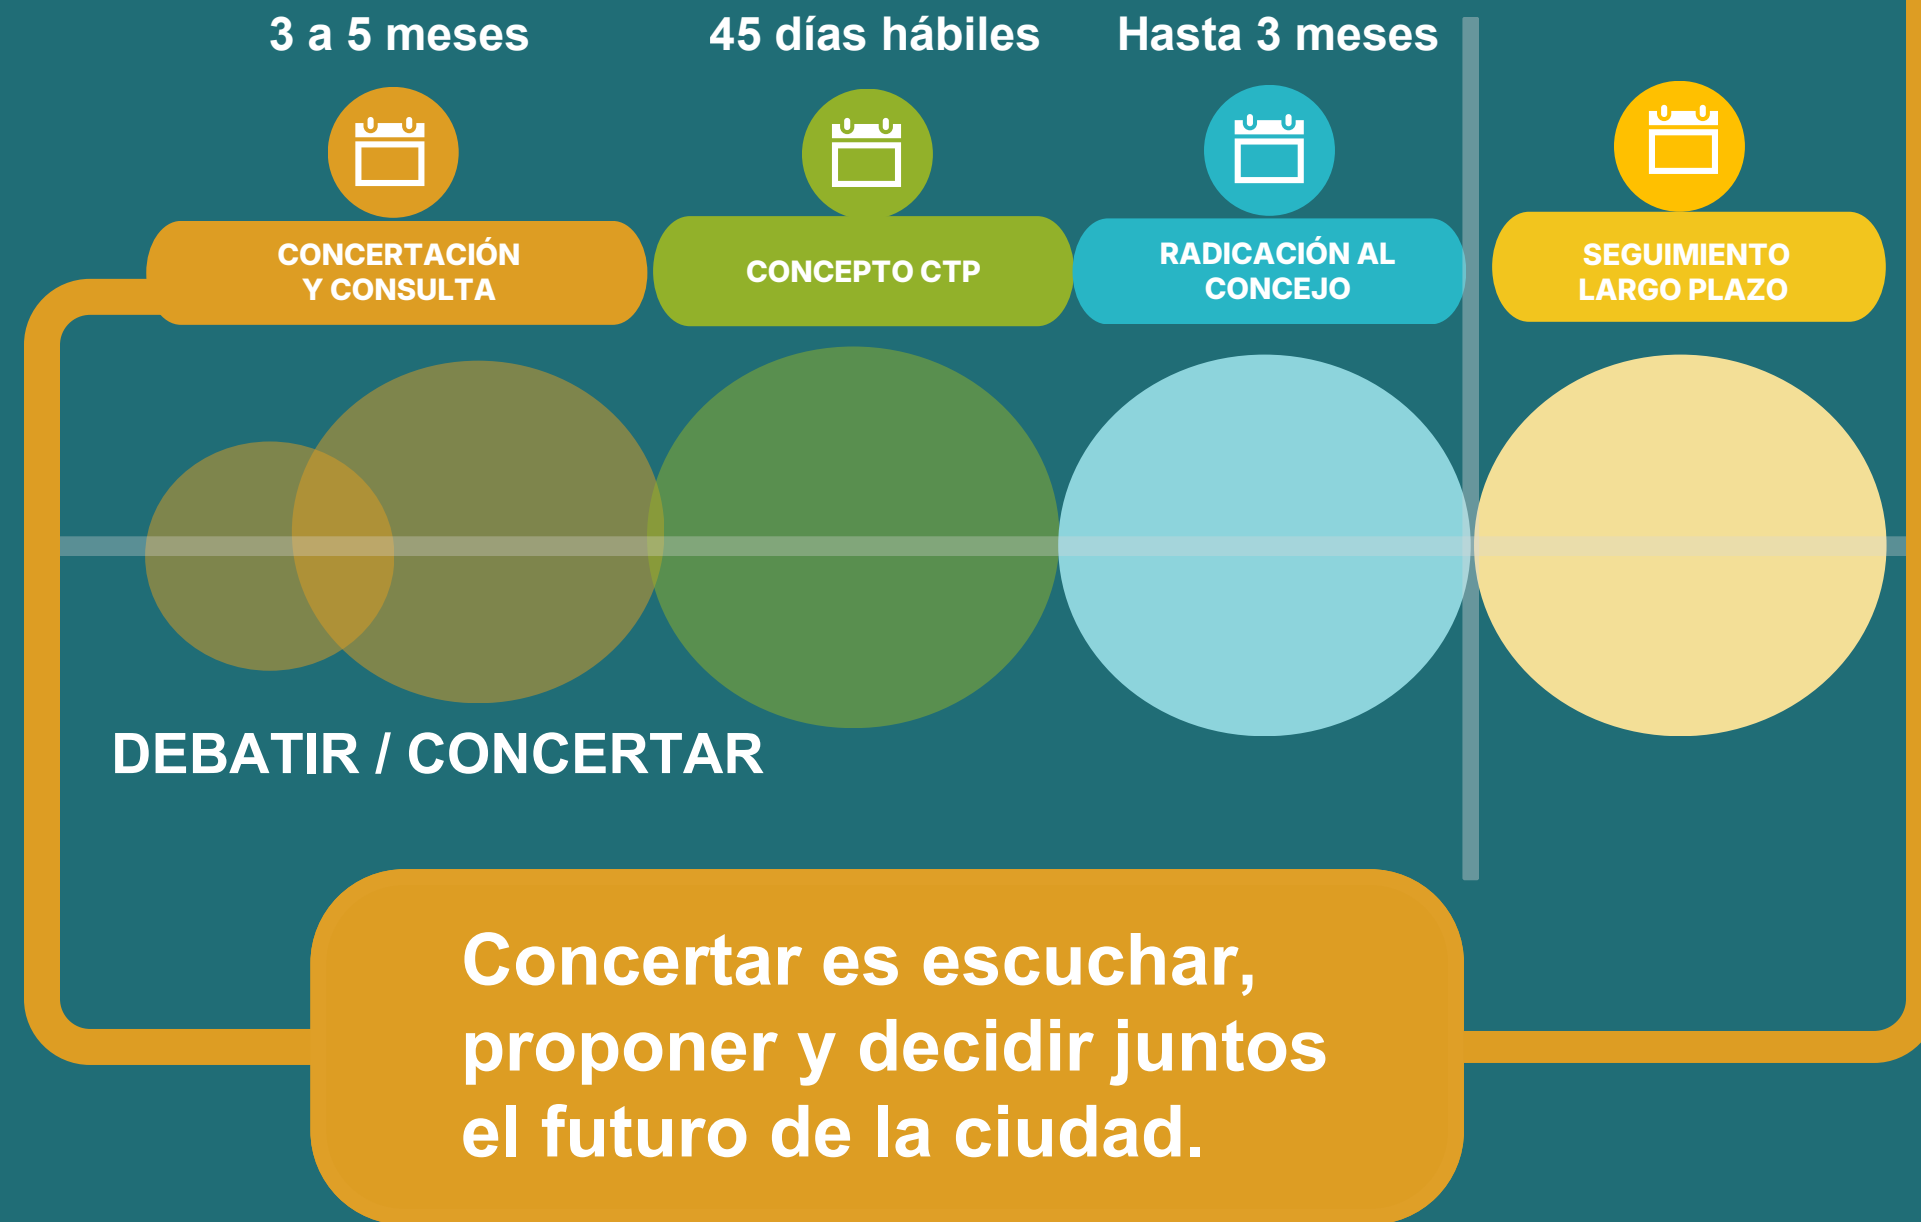 3 a 5 meses
45 días hábiles
Hasta 3 meses
CONCERTACIÓN
Y CONSULTA
CONCEPTO CTP
RADICACIÓN AL
CONCEJO
SEGUIMIENTO
LARGO PLAZO
DEBATIR / CONCERTAR
Concertar es escuchar,
proponer y decidir juntos
el futuro de la ciudad.